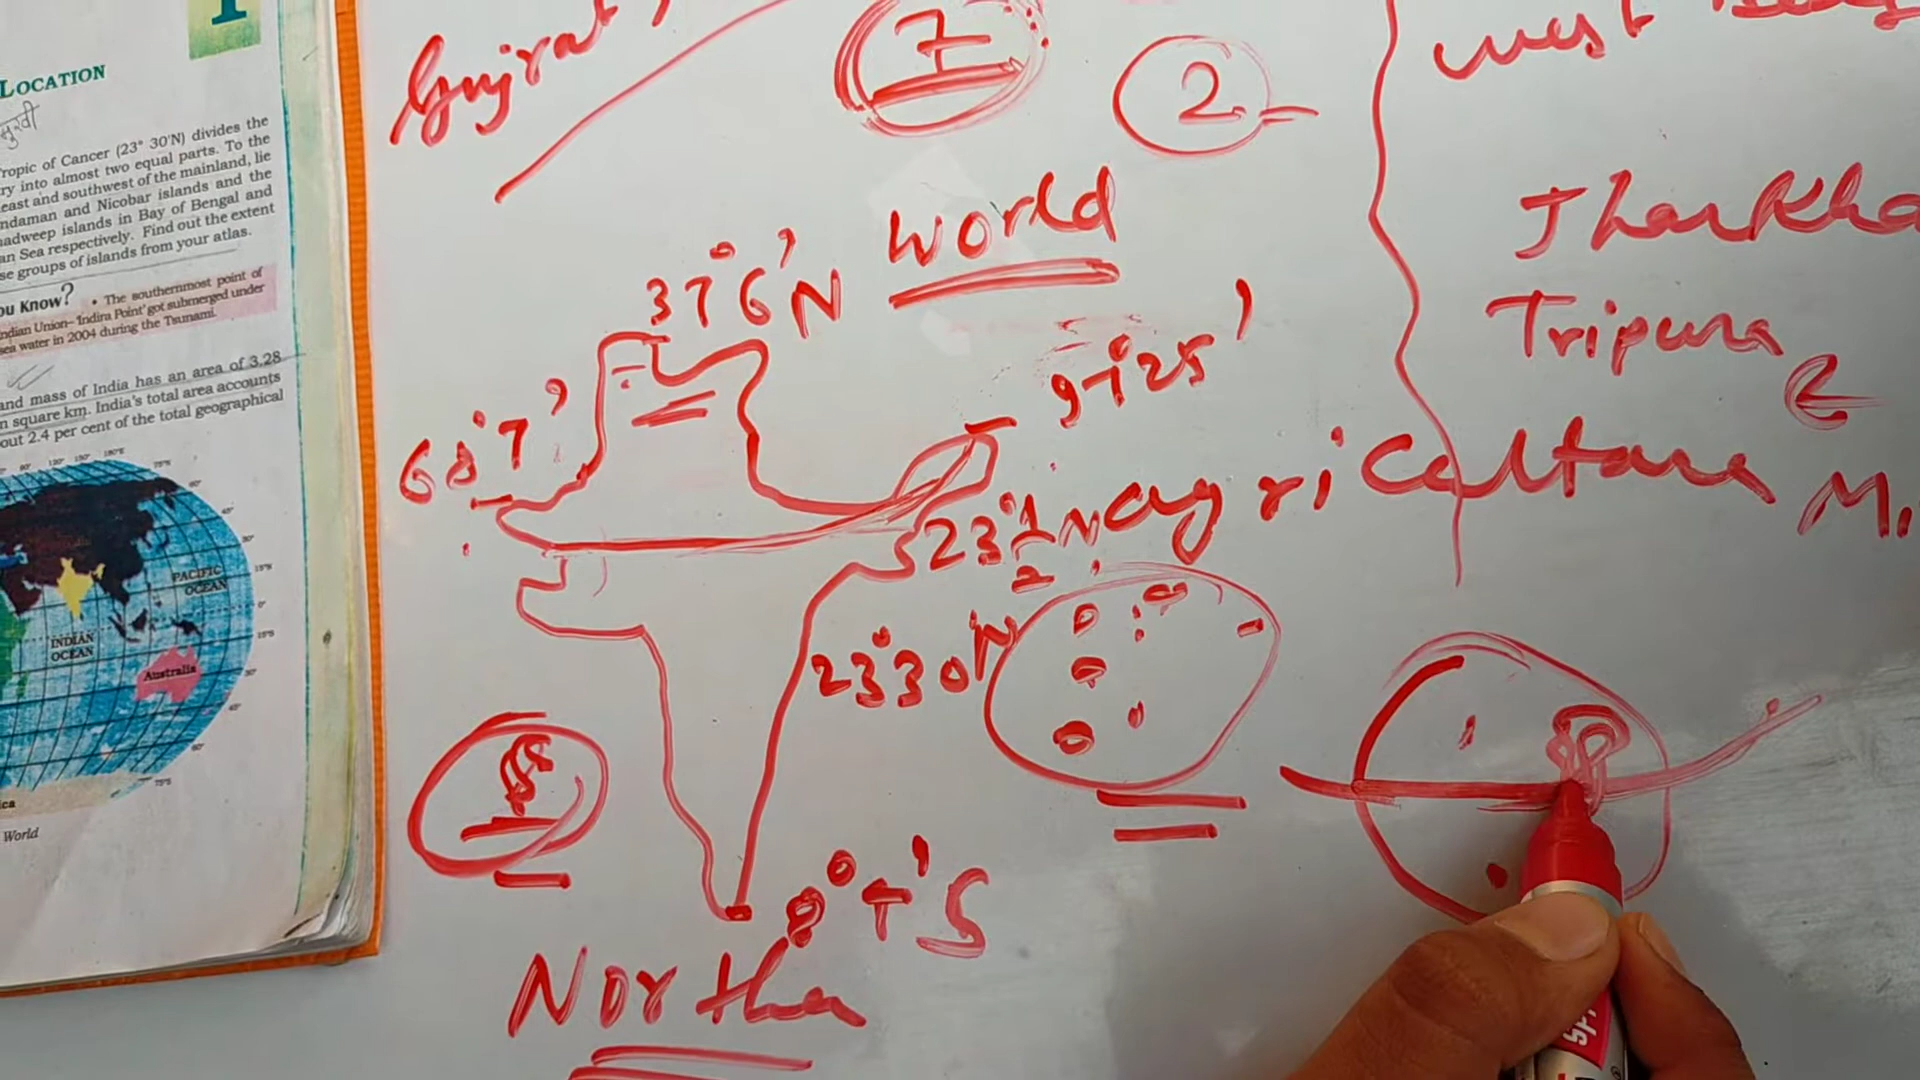 1
LOCATION
ropic of Cancer (23° 30'N) divides the
ry into almost two equal parts. To the
east and southwest of the mainland, lie
ndaman and Nicobar islands and the
adweep islands in Bay of Bengal and
an Sea respectively. Find out the extent
se groups of islands from your atlas.
ou Know? • The southernmost point of
ndian Union– 'Indira Point' got submerged under
sea water in 2004 during the Tsunami.
and mass of India has an area of 3.28
n square km. India's total area accounts
out 2.4 per cent of the total geographical
PACIFIC
OCEAN
INDIAN
OCEAN
Australia
ica
World
Gujrat,
7
2
West
World
37°6'N
Jharkha
Tripura
97°25'
68°7'
agriculture
M
23°1/2 N
23°30'N
8°
8°T'S
Northen